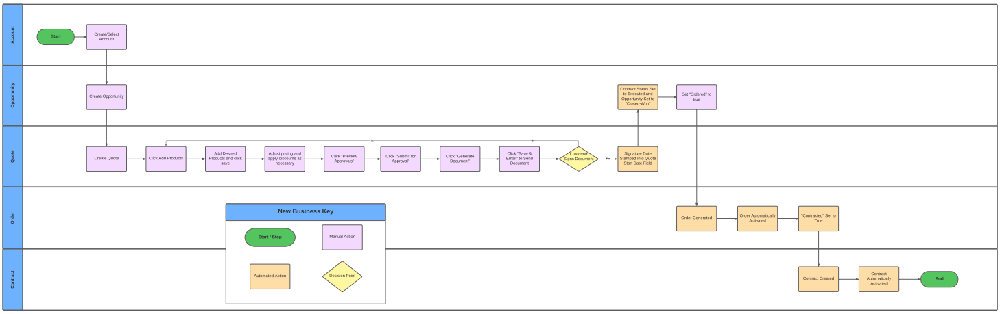 Account
Start
Create/Select
Account
Opportunity
Create Opportunity
Contract Status Set
to Executed and
Opportunity Set to
"Closed-Won"
Set "Ordered" to
true
Quote
Create Quote
Click Add Products
Add Desired
Products and click
save
Adjust pricing and
apply discounts as
necessary
Click "Preview
Approvals"
Click "Submit for
Approval"
Click "Generate
Document"
Click "Save &
Email" to Send
Document
Customer
Signs Document
Yes
No
Yes
Signature Date
Stamped into Quote
Start Date Field
Order
Order Generated
Order Automatically
Activated
"Contracted" Set to
True
New Business Key
Start / Stop
Manual Action
Automated Action
Decision Point
Contract
Contract Created
Contract
Automatically
Activated
End